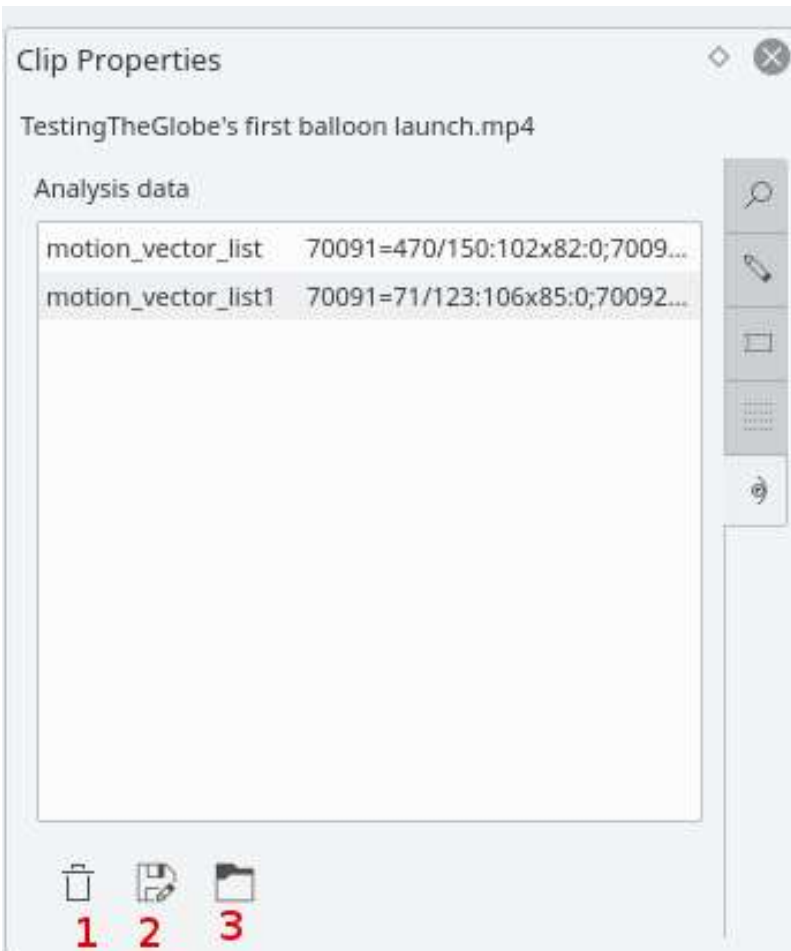 Clip Properties
TestingTheGlobe's first balloon launch.mp4
Analysis data
motion_vector_list 70091=470/150:102x82:0;7009...
motion_vector_list1 70091=71/123:106x85:0;70092...
1 2 3